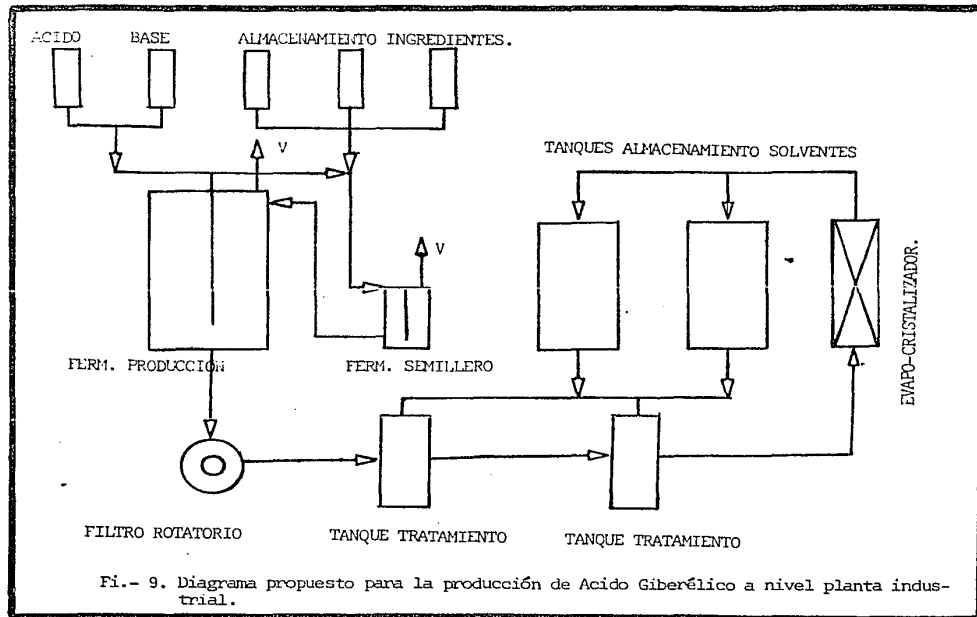 ACIDO BASE ALMACENAMIENTO INGREDIENTES.
V
TANQUES ALMACENAMIENTO SOLVENTES
V
EVAPO-CRISTALIZADOR.
FERM. PRODUCCIÓN FERM. SEMILLERO
FILTRO ROTATORIO TANQUE TRATAMIENTO TANQUE TRATAMIENTO
Fi.- 9. Diagrama propuesto para la producción de Acido Giberélico a nivel planta indus-
trial.